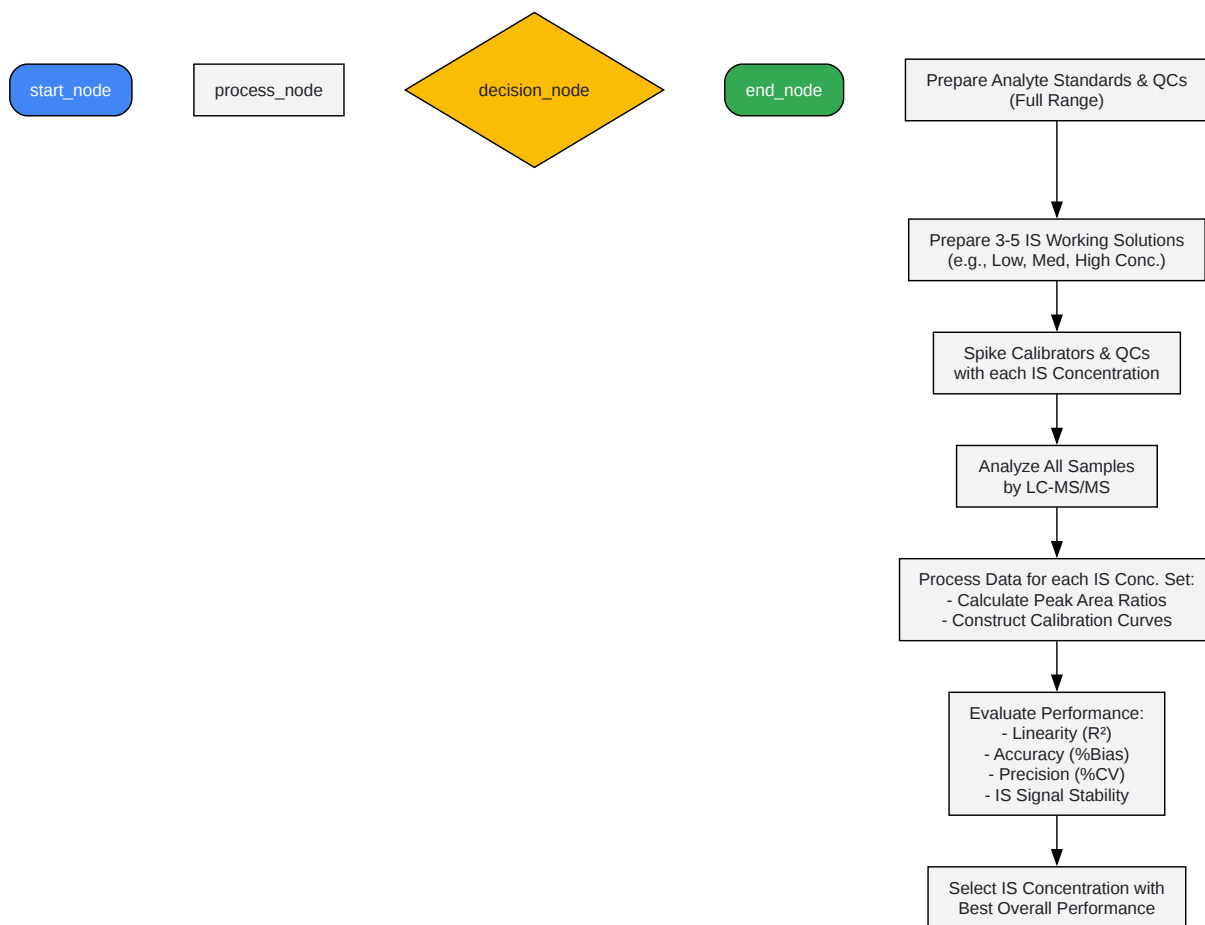 start_node
process_node
decision_node
end_node
Prepare Analyte Standards & QCs
(Full Range)
Prepare 3-5 IS Working Solutions
(e.g., Low, Med, High Conc.)
Spike Calibrators & QCs
with each IS Concentration
Analyze All Samples
by LC-MS/MS
Process Data for each IS Conc. Set:
- Calculate Peak Area Ratios
- Construct Calibration Curves
Evaluate Performance:
- Linearity (R²)
- Accuracy (%Bias)
- Precision (%CV)
- IS Signal Stability
Select IS Concentration with
Best Overall Performance